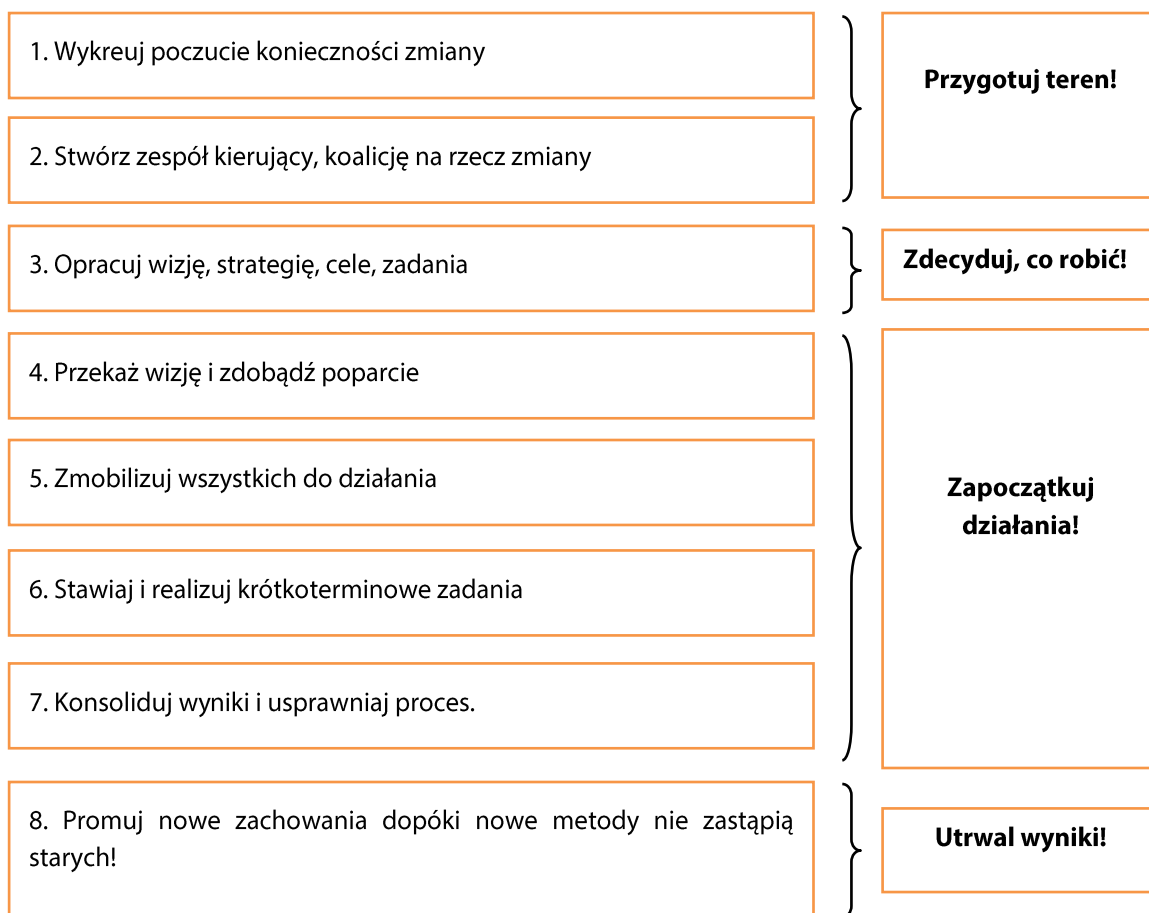 1. Wykreuj poczucie konieczności zmiany
2. Stwórz zespół kierujący, koalicję na rzecz zmiany
Przygotuj teren!
3. Opracuj wizję, strategię, cele, zadania
Zdecyduj, co robić!
4. Przekaż wizję i zdobądź poparcie
5. Zmobilizuj wszystkich do działania
6. Stawiaj i realizuj krótkoterminowe zadania
7. Konsoliduj wyniki i usprawniaj proces.
Zapoczątkuj
działania!
8. Promuj nowe zachowania dopóki nowe metody nie zastąpią
starych!
Utrwal wyniki!